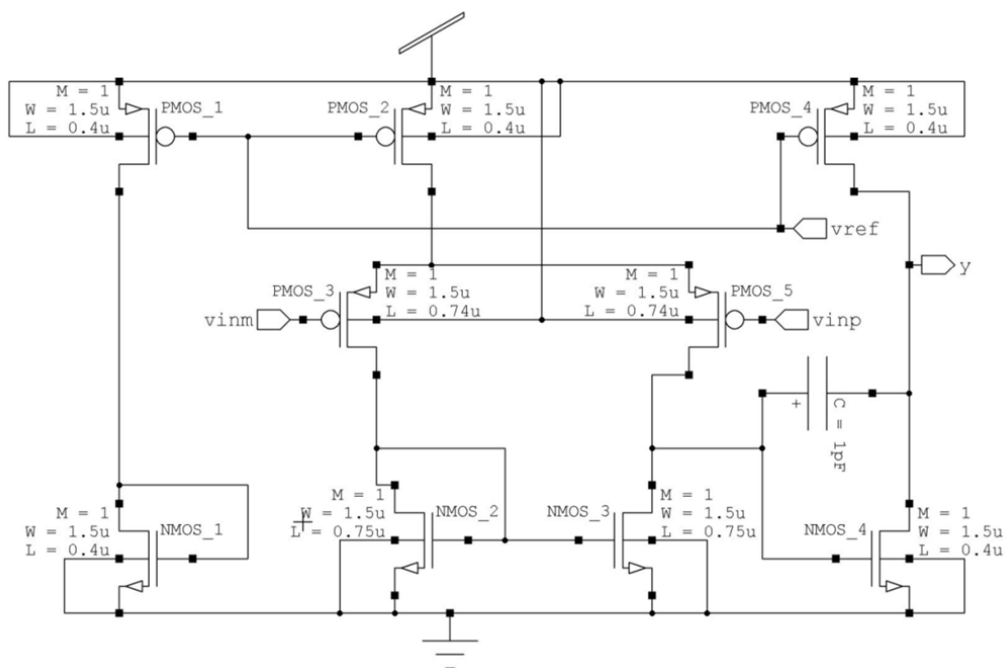 M = 1
W = 1.5u
L = 0.4u
PMOS_1
PMOS_2
M = 1
W = 1.5u
L = 0.4u
PMOS_4
M = 1
W = 1.5u
L = 0.4u
vref
y
PMOS_3
M = 1
W = 1.5u
L = 0.74u
M = 1
W = 1.5u
L = 0.74u
PMOS_5
vinm
vinp
+
C = 1pF
M = 1
W = 1.5u
L = 0.4u
NMOS_1
M = 1
W = 1.5u
L = 0.75u
NMOS_2
NMOS_3
M = 1
W = 1.5u
L = 0.75u
NMOS_4
M = 1
W = 1.5u
L = 0.4u